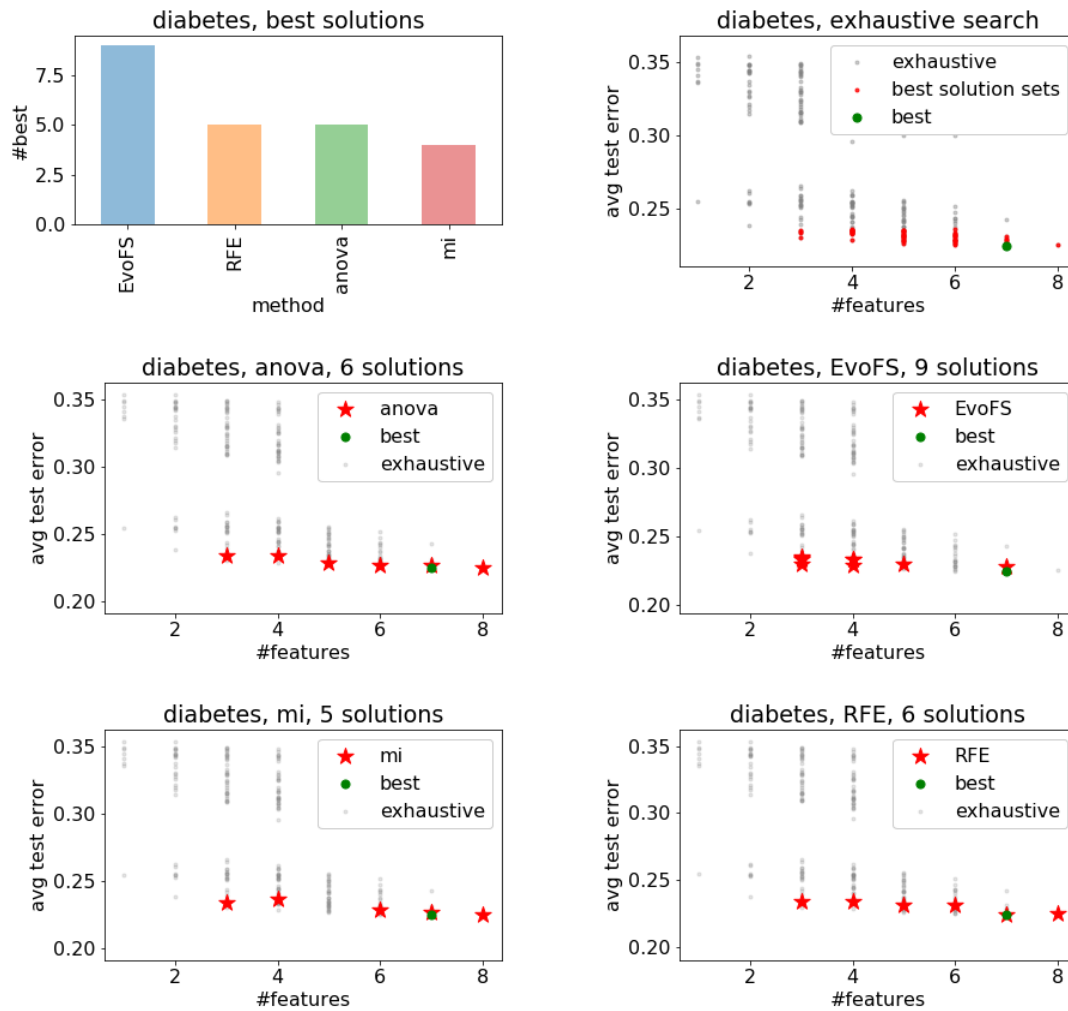 diabetes, best solutions
7.5
5.0
2.5
0.0
#best
EvoFS
RFE
anova
mi
method
diabetes, exhaustive search
0.35
0.30
0.25
avg test error
exhaustive
best solution sets
best
2 4 6 8
#features
diabetes, anova, 6 solutions
0.35
0.30
0.25
0.20
avg test error
anova
best
exhaustive
2 4 6 8
#features
diabetes, EvoFS, 9 solutions
0.35
0.30
0.25
0.20
avg test error
EvoFS
best
exhaustive
2 4 6 8
#features
diabetes, mi, 5 solutions
0.35
0.30
0.25
0.20
avg test error
mi
best
exhaustive
2 4 6 8
#features
diabetes, RFE, 6 solutions
0.35
0.30
0.25
0.20
avg test error
RFE
best
exhaustive
2 4 6 8
#features